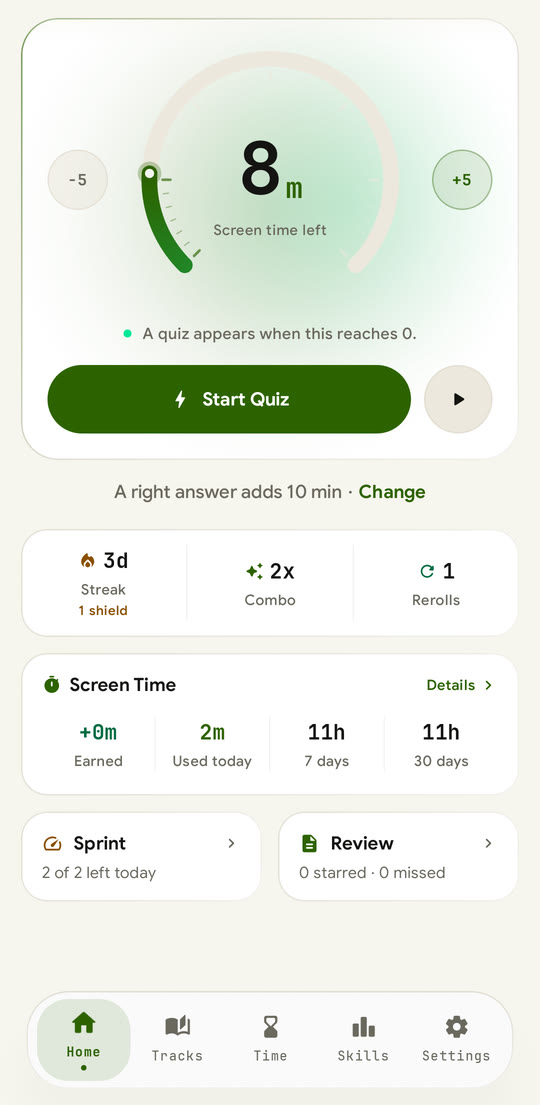 8m
Screen time left
-5
+5
A quiz appears when this reaches 0.
Start Quiz
A right answer adds 10 min · Change
3d
Streak
1 shield
2x
Combo
1
Rerolls
Screen Time
Details
+0m
Earned
2m
Used today
11h
7 days
11h
30 days
Sprint
2 of 2 left today
Review
0 starred · 0 missed
Home
Tracks
Time
Skills
Settings